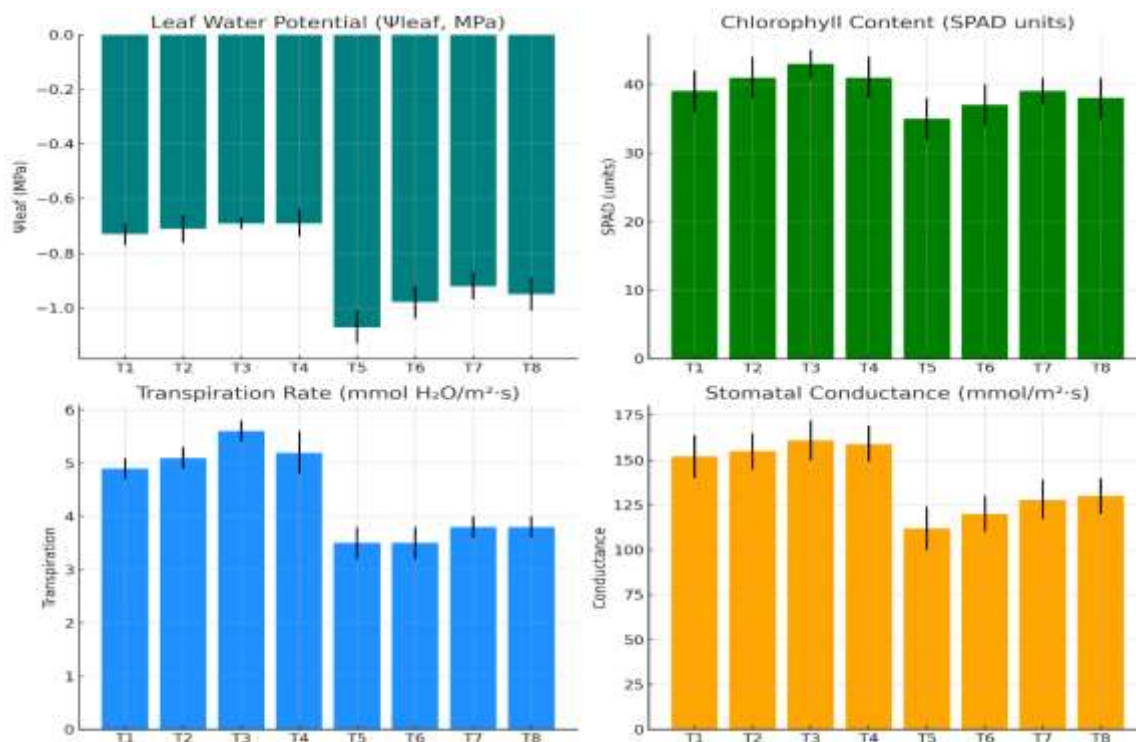 Leaf Water Potential (Ψleaf, MPa)
0.0
−0.2
−0.4
−0.6
−0.8
−1.0
Ψleaf (MPa)
T1 T2 T3 T4 T5 T6 T7 T8
Chlorophyll Content (SPAD units)
40
30
20
10
0
SPAD (units)
T1 T2 T3 T4 T5 T6 T7 T8
Transpiration Rate (mmol H₂O/m²·s)
6
5
4
3
2
1
0
Transpiration
T1 T2 T3 T4 T5 T6 T7 T8
Stomatal Conductance (mmol/m²·s)
175
150
125
100
75
50
25
0
Conductance
T1 T2 T3 T4 T5 T6 T7 T8